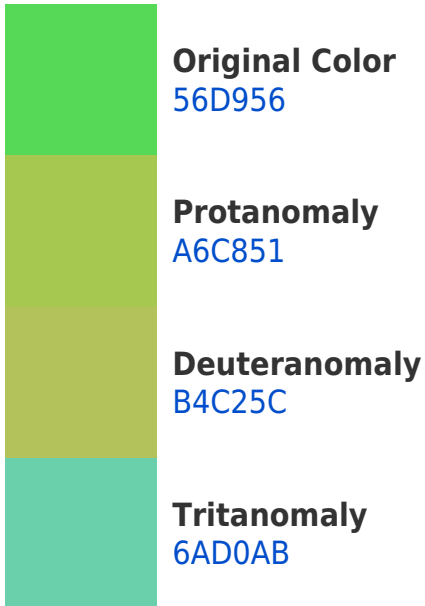 Original Color
56D956
Protanomaly
A6C851
Deuteranomaly
B4C25C
Tritanomaly
6AD0AB